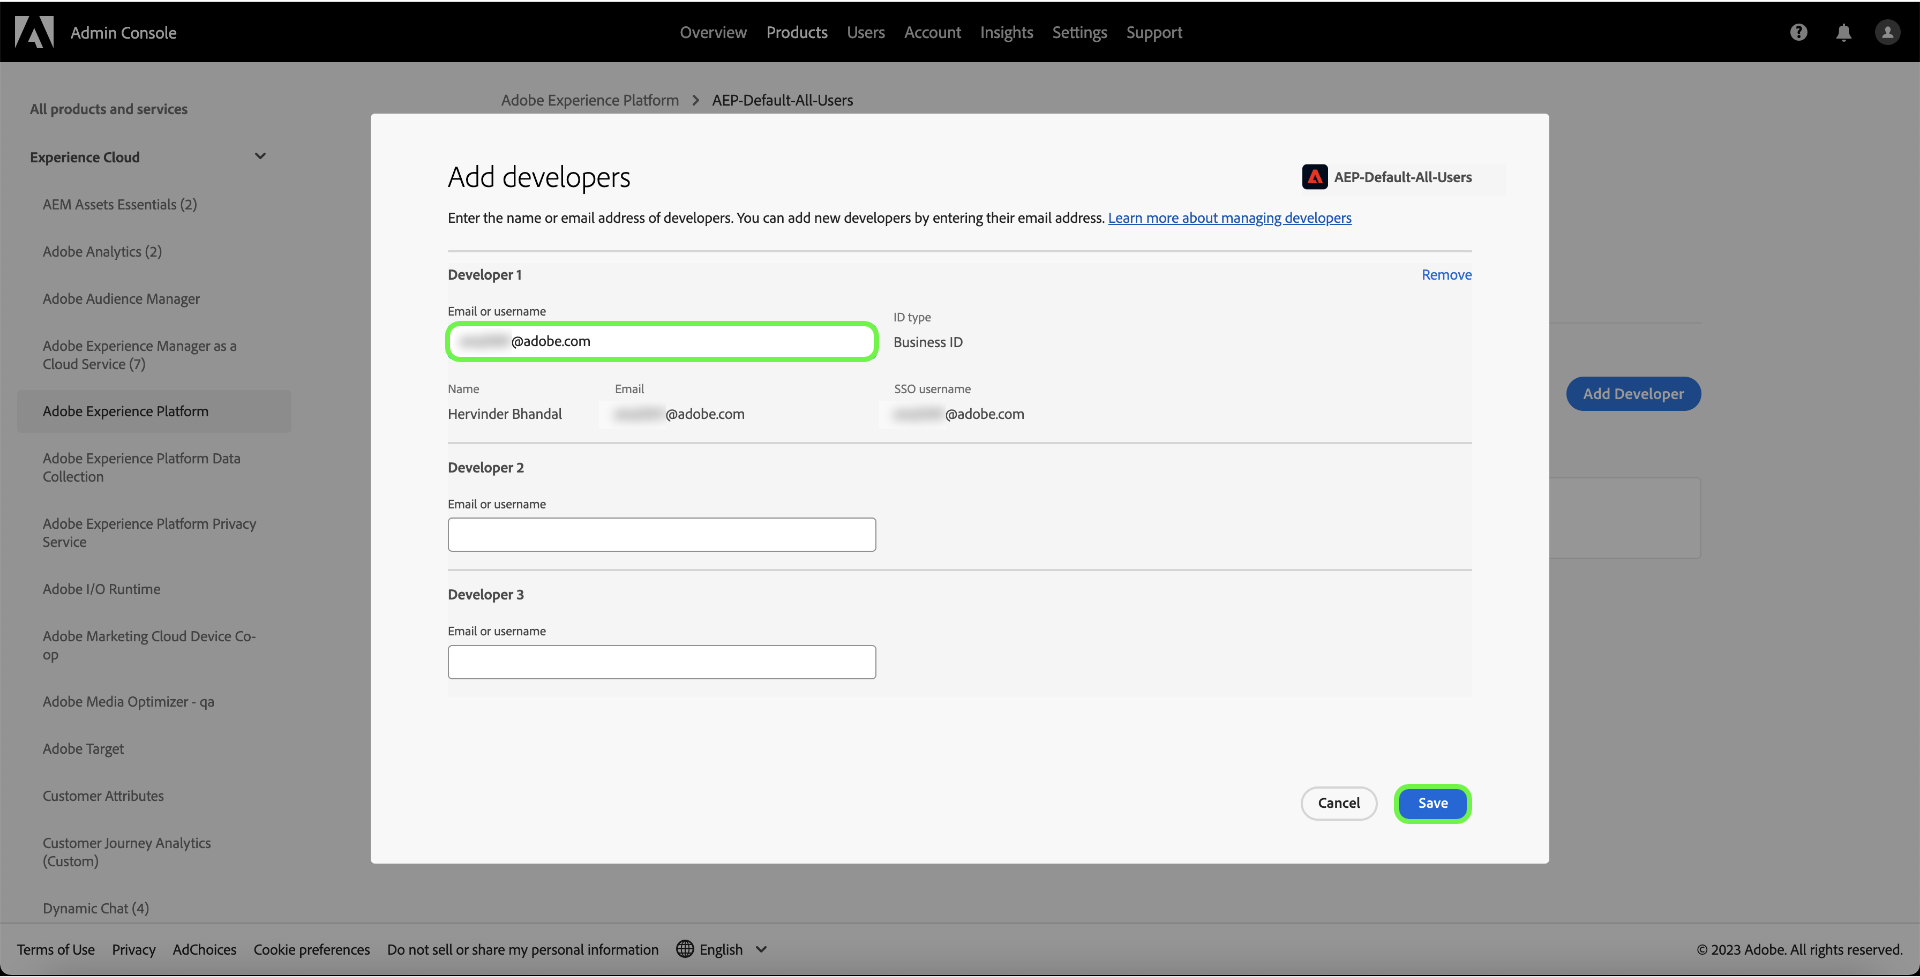 Admin Console
Overview Products Users Account Insights Settings Support
All products and services
Experience Cloud
AEM Assets Essentials (2)
Adobe Analytics (2)
Adobe Audience Manager
Adobe Experience Manager as a
Cloud Service (7)
Adobe Experience Platform
Adobe Experience Platform Data
Collection
Adobe Experience Platform Privacy
Service
Adobe I/O Runtime
Adobe Marketing Cloud Device Co-
op
Adobe Media Optimizer - qa
Adobe Target
Customer Attributes
Customer Journey Analytics
(Custom)
Dynamic Chat (4)
Adobe Experience Platform > AEP-Default-All-Users
Add developers
AEP-Default-All-Users
Enter the name or email address of developers. You can add new developers by entering their email address. Learn more about managing developers
Developer 1 Remove
Email or username
ID type
@adobe.com
Business ID
Name Email SSO username
Hervinder Bhandal @adobe.com @adobe.com
Developer 2
Email or username
Developer 3
Email or username
Cancel Save
Add Developer
Terms of Use Privacy AdChoices Cookie preferences Do not sell or share my personal information English © 2023 Adobe. All rights reserved.